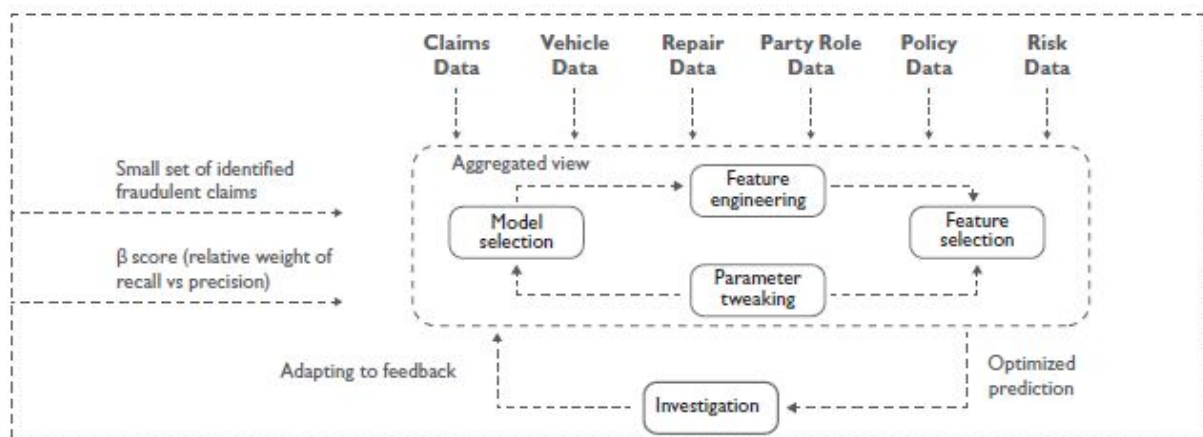 Claims
Data
Vehicle
Data
Repair
Data
Party Role
Data
Policy
Data
Risk
Data
Small set of identified
fraudulent claims
β score (relative weight of
recall vs precision)
Aggregated view
Feature
engineering
Model
selection
Feature
selection
Parameter
tweaking
Adapting to feedback
Investigation
Optimized
prediction